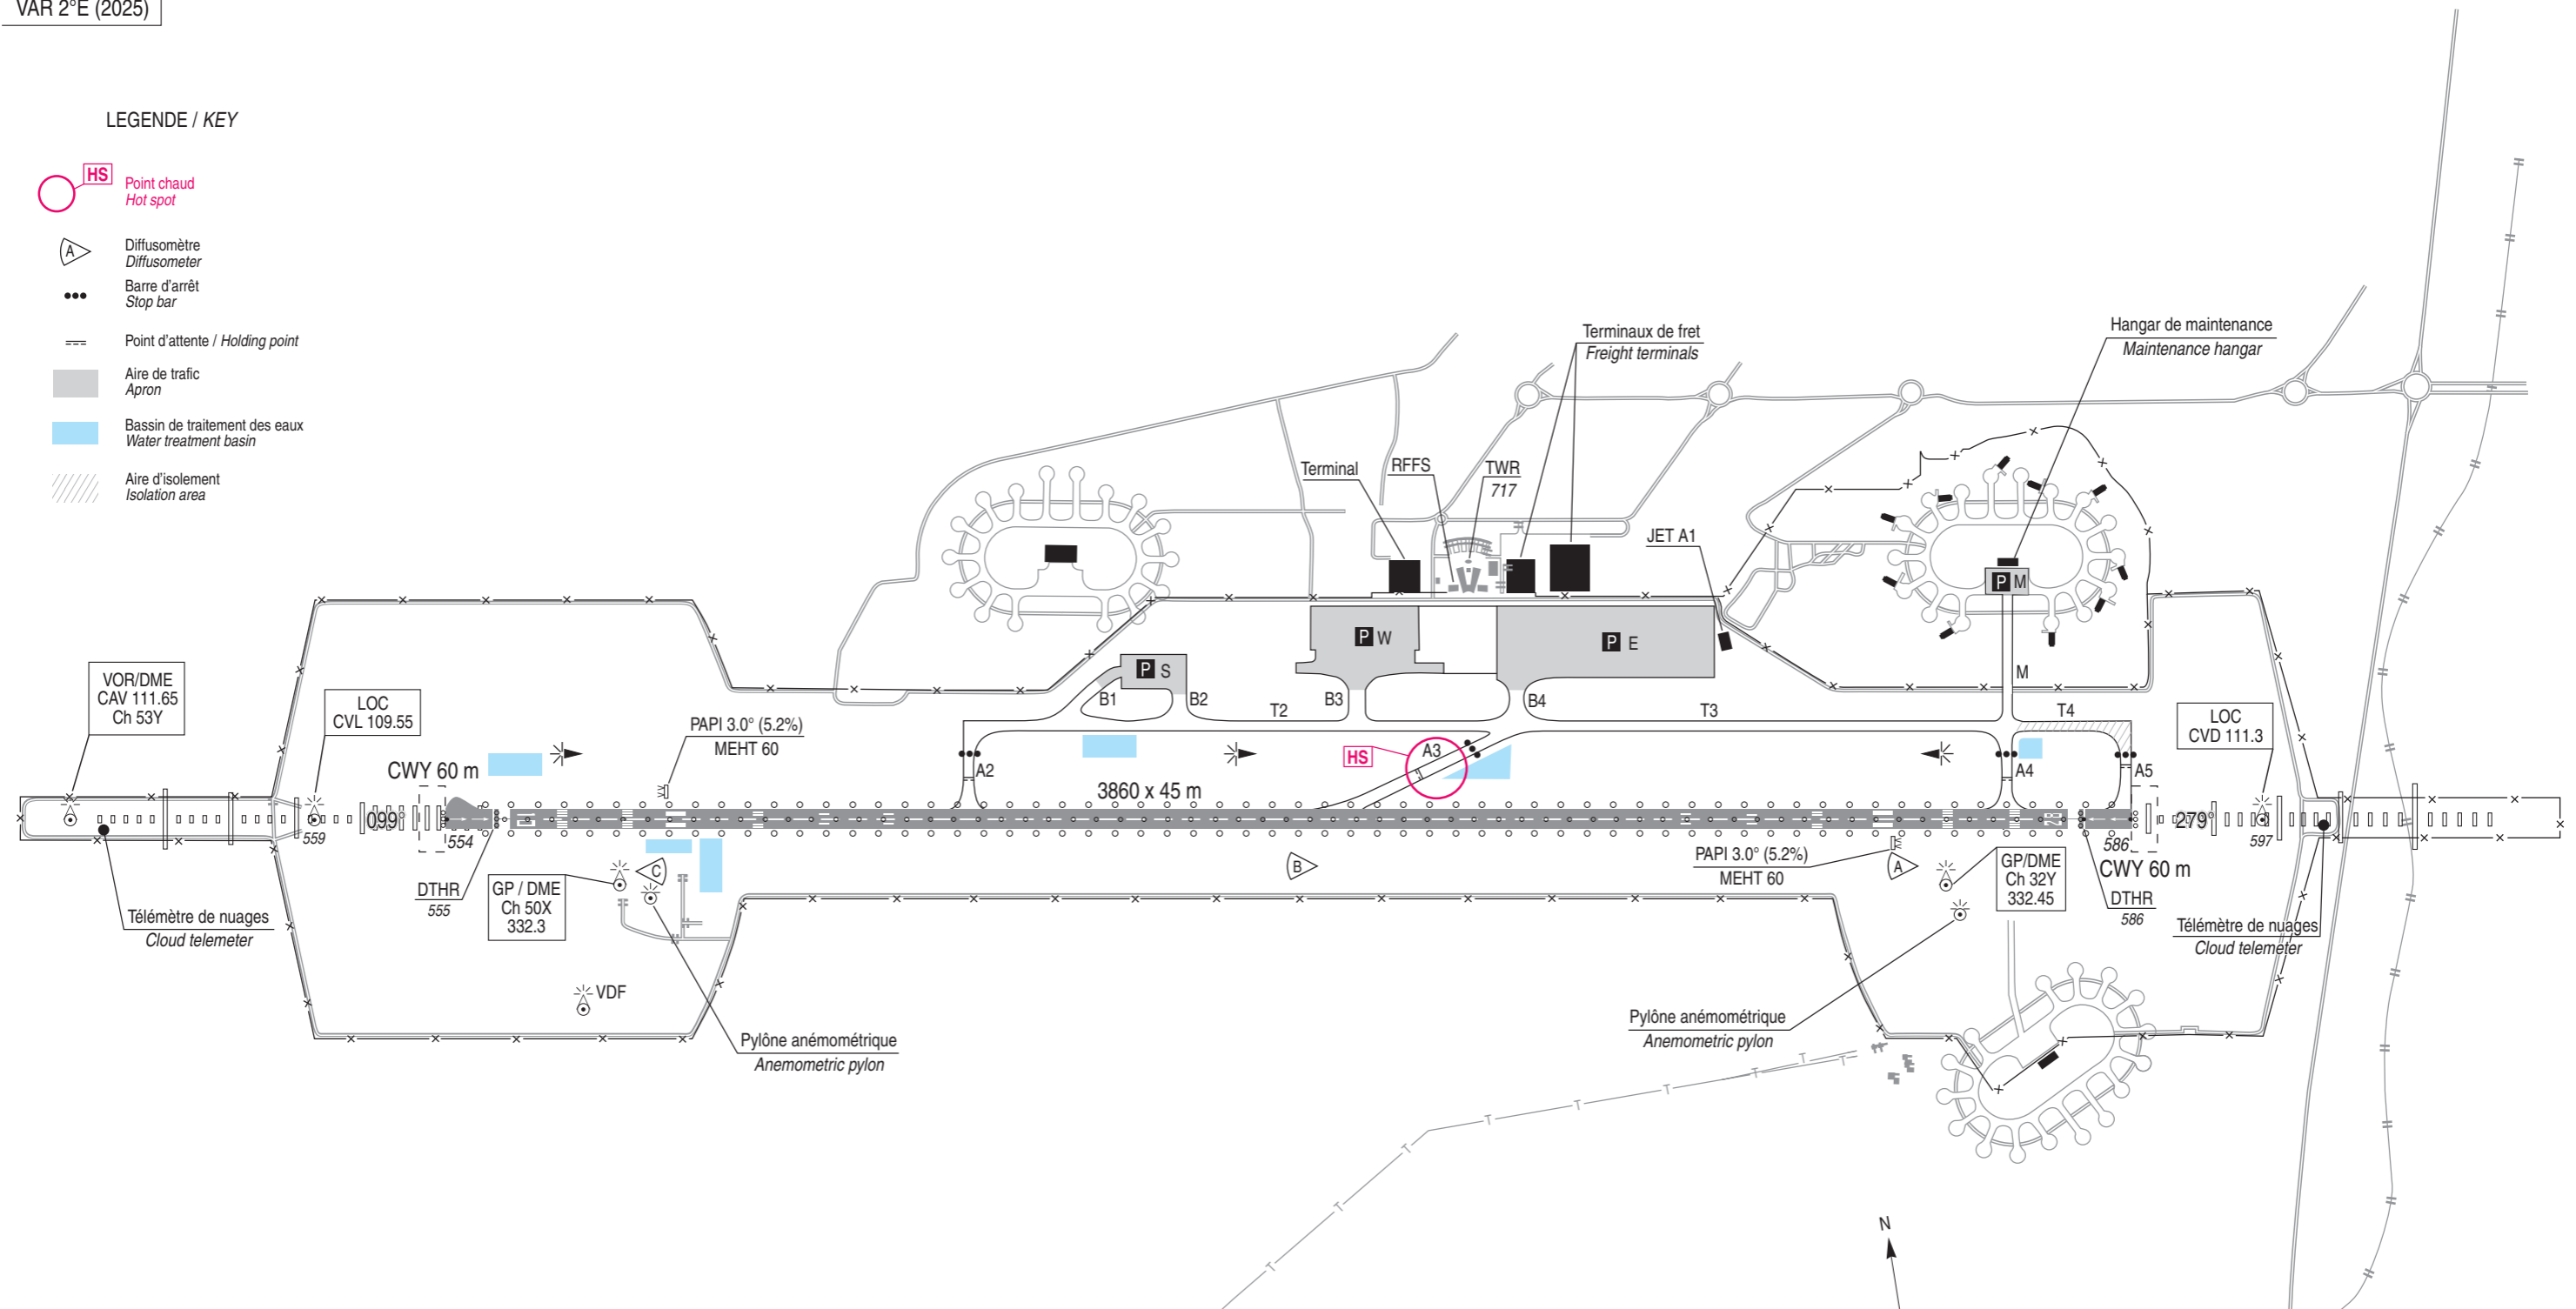 VAR 2°E (2025)
LEGENDE / KEY
HS
Point chaud
Hot spot
A
Diffusomètre
Diffusometer
Barre d'arrêt
Stop bar
Point d'attente / Holding point
Aire de trafic
Apron
Bassin de traitement des eaux
Water treatment basin
Aire d'isolement
Isolation area
Terminaux de fret
Freight terminals
Hangar de maintenance
Maintenance hangar
Terminal
RFFS
TWR
717
JET A1
P M
P W
P E
P S
M
B1
B2
B3
B4
T2
T3
T4
VOR/DME
CAV 111.65
Ch 53Y
LOC
CVL 109.55
PAPI 3.0° (5.2%)
MEHT 60
LOC
CVD 111.3
HS
A3
A2
A4
A5
CWY 60 m
3860 x 45 m
099
279
559
554
586
597
CWY 60 m
DTHR
555
GP / DME
Ch 50X
332.3
C
B
PAPI 3.0° (5.2%)
MEHT 60
A
GP/DME
Ch 32Y
332.45
DTHR
586
Télémètre de nuages
Cloud telemeter
Télémètre de nuages
Cloud telemeter
VDF
Pylône anémométrique
Anemometric pylon
Pylône anémométrique
Anemometric pylon
N